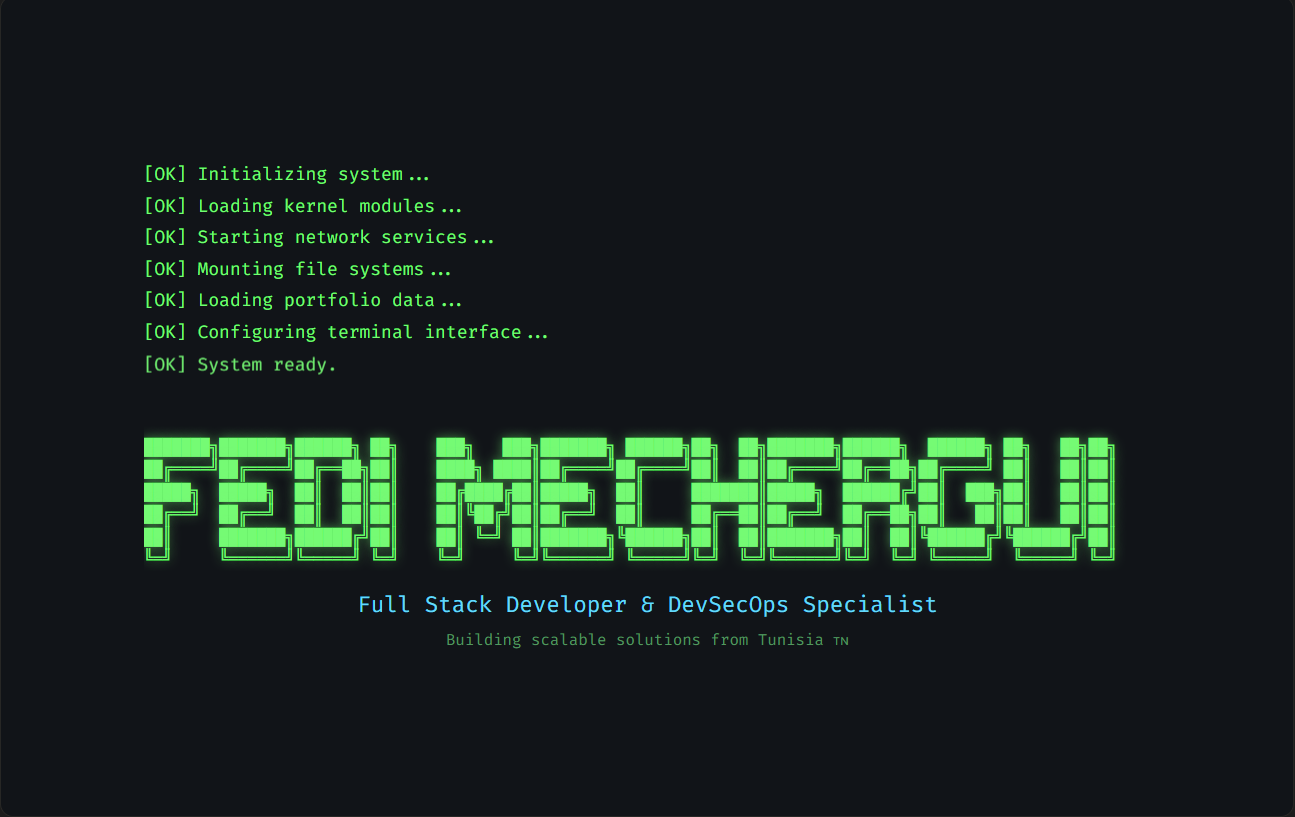 [OK] Initializing system...
[OK] Loading kernel modules...
[OK] Starting network services...
[OK] Mounting file systems...
[OK] Loading portfolio data...
[OK] Configuring terminal interface...
[OK] System ready.
FEDI MECHERGUI
Full Stack Developer & DevSecOps Specialist
Building scalable solutions from Tunisia TN